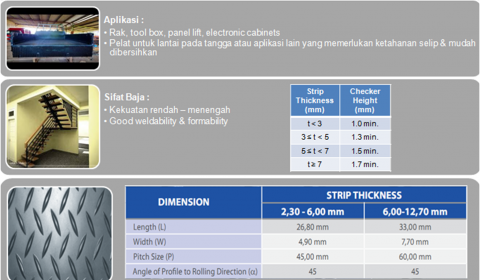 Aplikasi :
• Rak, tool box, panel lift, electronic cabinets
• Pelat untuk lantai pada tangga atau aplikasi lain yang memerlukan ketahanan selip & mudah
dibersihkan
Sifat Baja :
• Kekuatan rendah – menengah
• Good weldability & formability
Strip Thickness (mm) Checker Height (mm)
t < 3 1.0 min.
3 ≤ t < 5 1.3 min.
5 ≤ t < 7 1.5 min.
t ≥ 7 1.7 min.
DIMENSION STRIP THICKNESS
2,30 - 6,00 mm 6,00-12,70 mm
Length (L) 26,80 mm 33,00 mm
Width (W) 4,90 mm 7,70 mm
Pitch Size (P) 45,00 mm 60,00 mm
Angle of Profile to Rolling Direction (α) 45 45